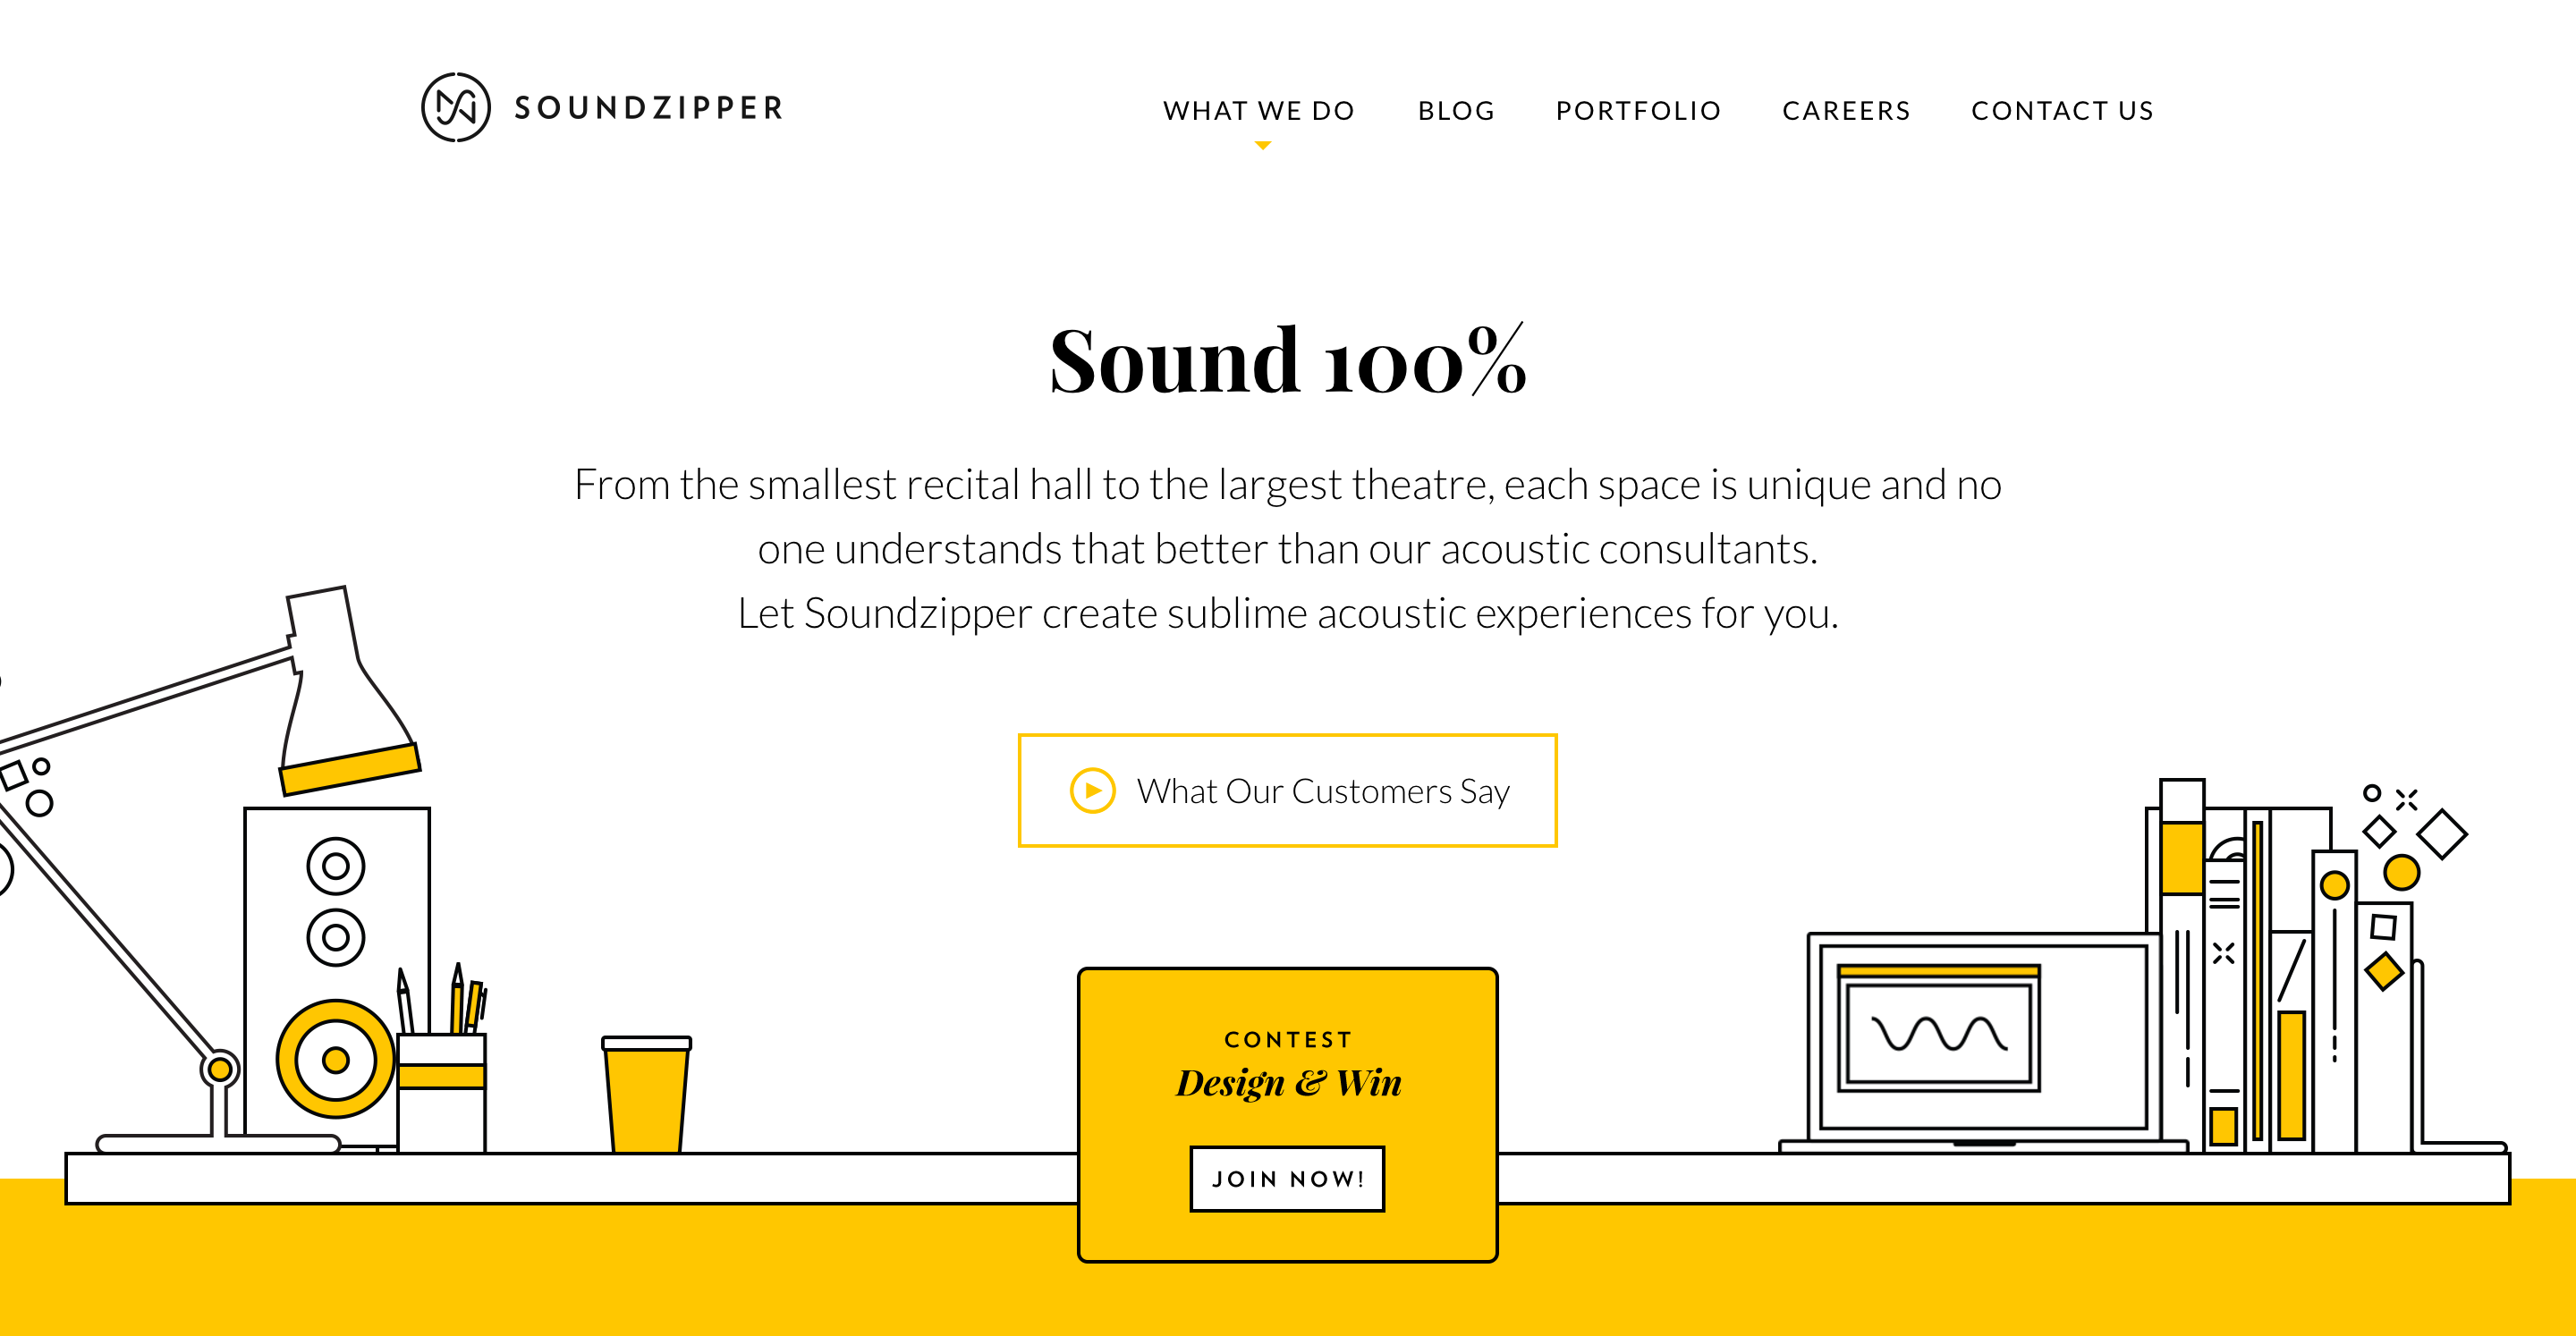 SOUNDZIPPER
WHAT WE DO
BLOG
PORTFOLIO
CAREERS
CONTACT US
Sound 100%
From the smallest recital hall to the largest theatre, each space is unique and no
one understands that better than our acoustic consultants.
Let Soundzipper create sublime acoustic experiences for you.
What Our Customers Say
CONTEST
Design & Win
JOIN NOW!